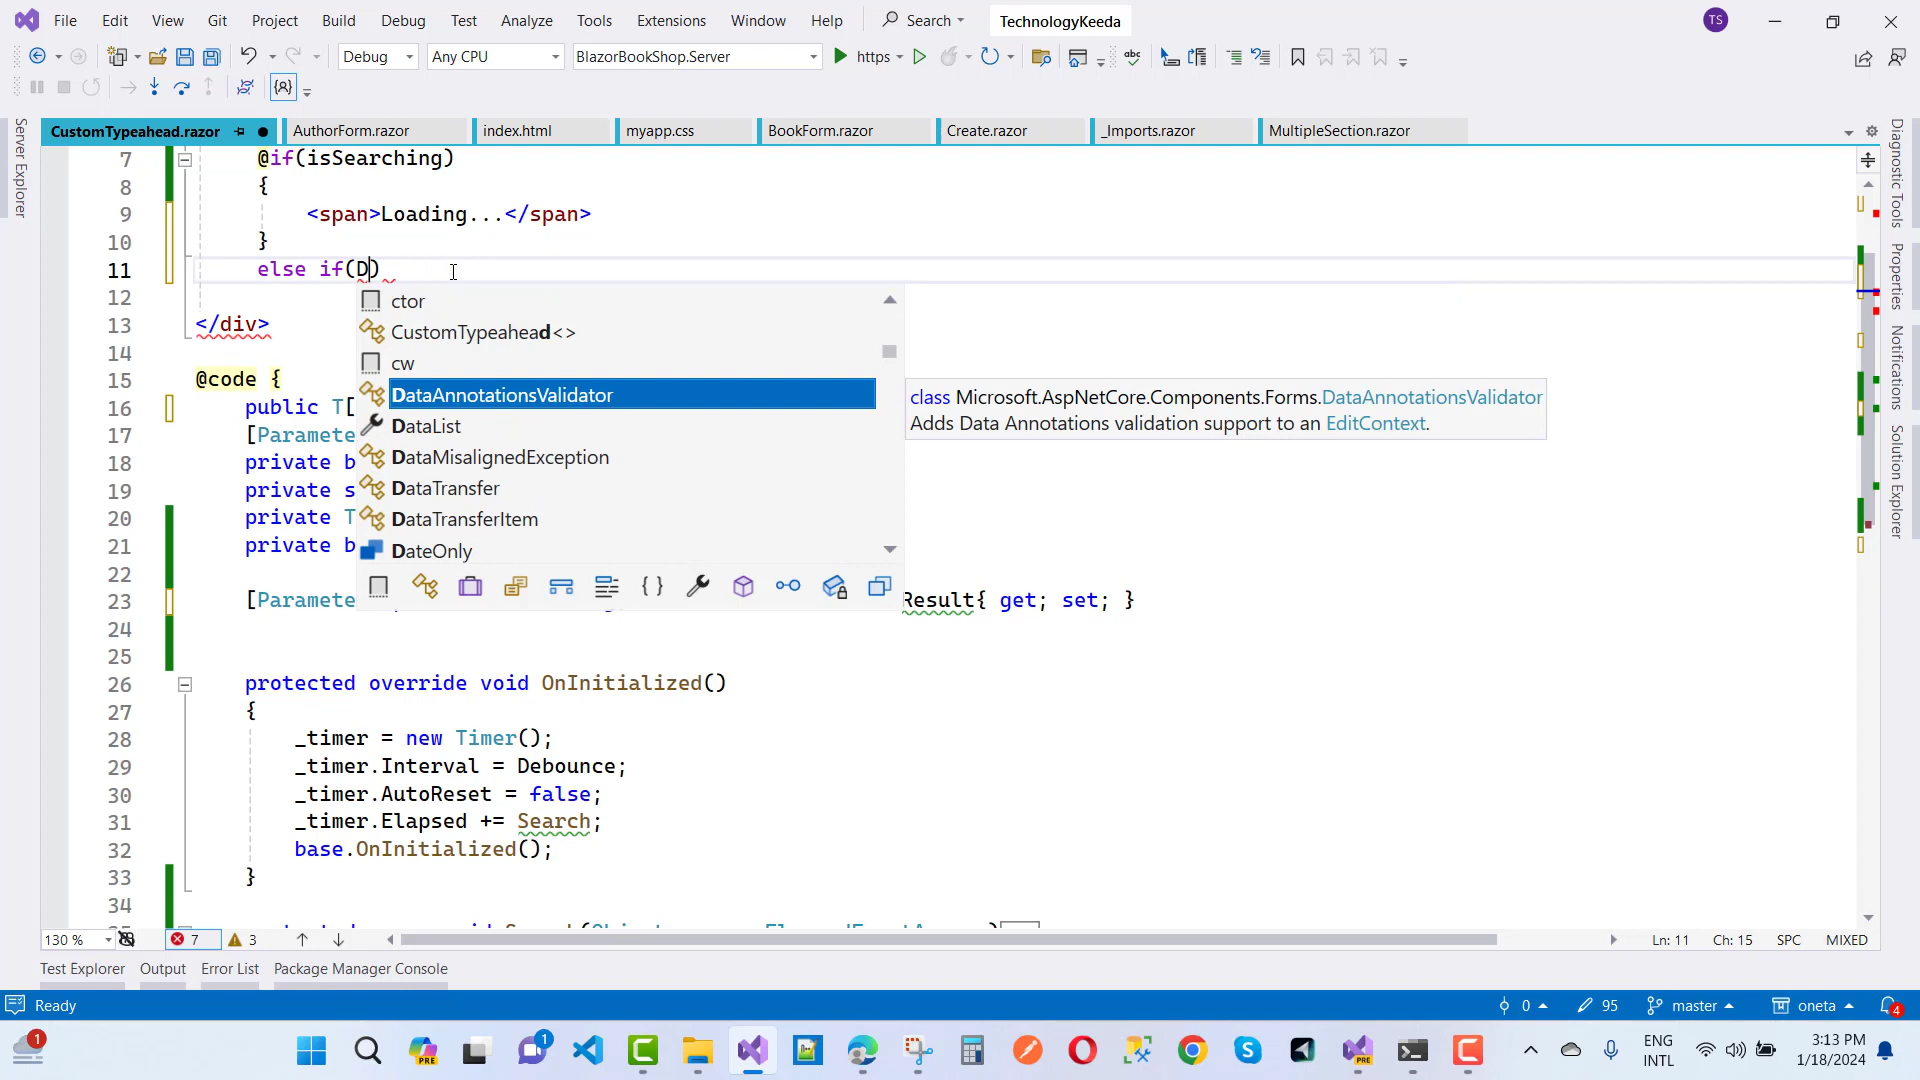 File Edit View Git Project Build Debug Test Analyze Tools Extensions Window Help Search TechnologyKeeda TS
Debug Any CPU BlazorBookShop.Server https
CustomTypeahead.razor AuthorForm.razor index.html myapp.css BookForm.razor Create.razor _Imports.razor MultipleSection.razor
Server Explorer
Diagnostic Tools
Properties
Notifications
Solution Explorer
7 @if(isSearching)
8 {
9 <span>Loading...</span>
10 }
11 else if(D)
12
13 </div>
14
15 @code {
16 public T[
17 [Paramete
18 private b
19 private s
20 private T
21 private b
22
23 [Paramete Result{ get; set; }
24
25
26 protected override void OnInitialized()
27 {
28 _timer = new Timer();
29 _timer.Interval = Debounce;
30 _timer.AutoReset = false;
31 _timer.Elapsed += Search;
32 base.OnInitialized();
33 }
34
ctor
CustomTypeahead<>
cw
DataAnnotationsValidator
DataList
DataMisalignedException
DataTransfer
DataTransferItem
DateOnly
class Microsoft.AspNetCore.Components.Forms.DataAnnotationsValidator
Adds Data Annotations validation support to an EditContext.
130 % 7 3 Ln: 11 Ch: 15 SPC MIXED
Test Explorer Output Error List Package Manager Console
Ready 0 95 master oneta 4
1 PRE 1 PRE ENG
INTL 3:13 PM
1/18/2024